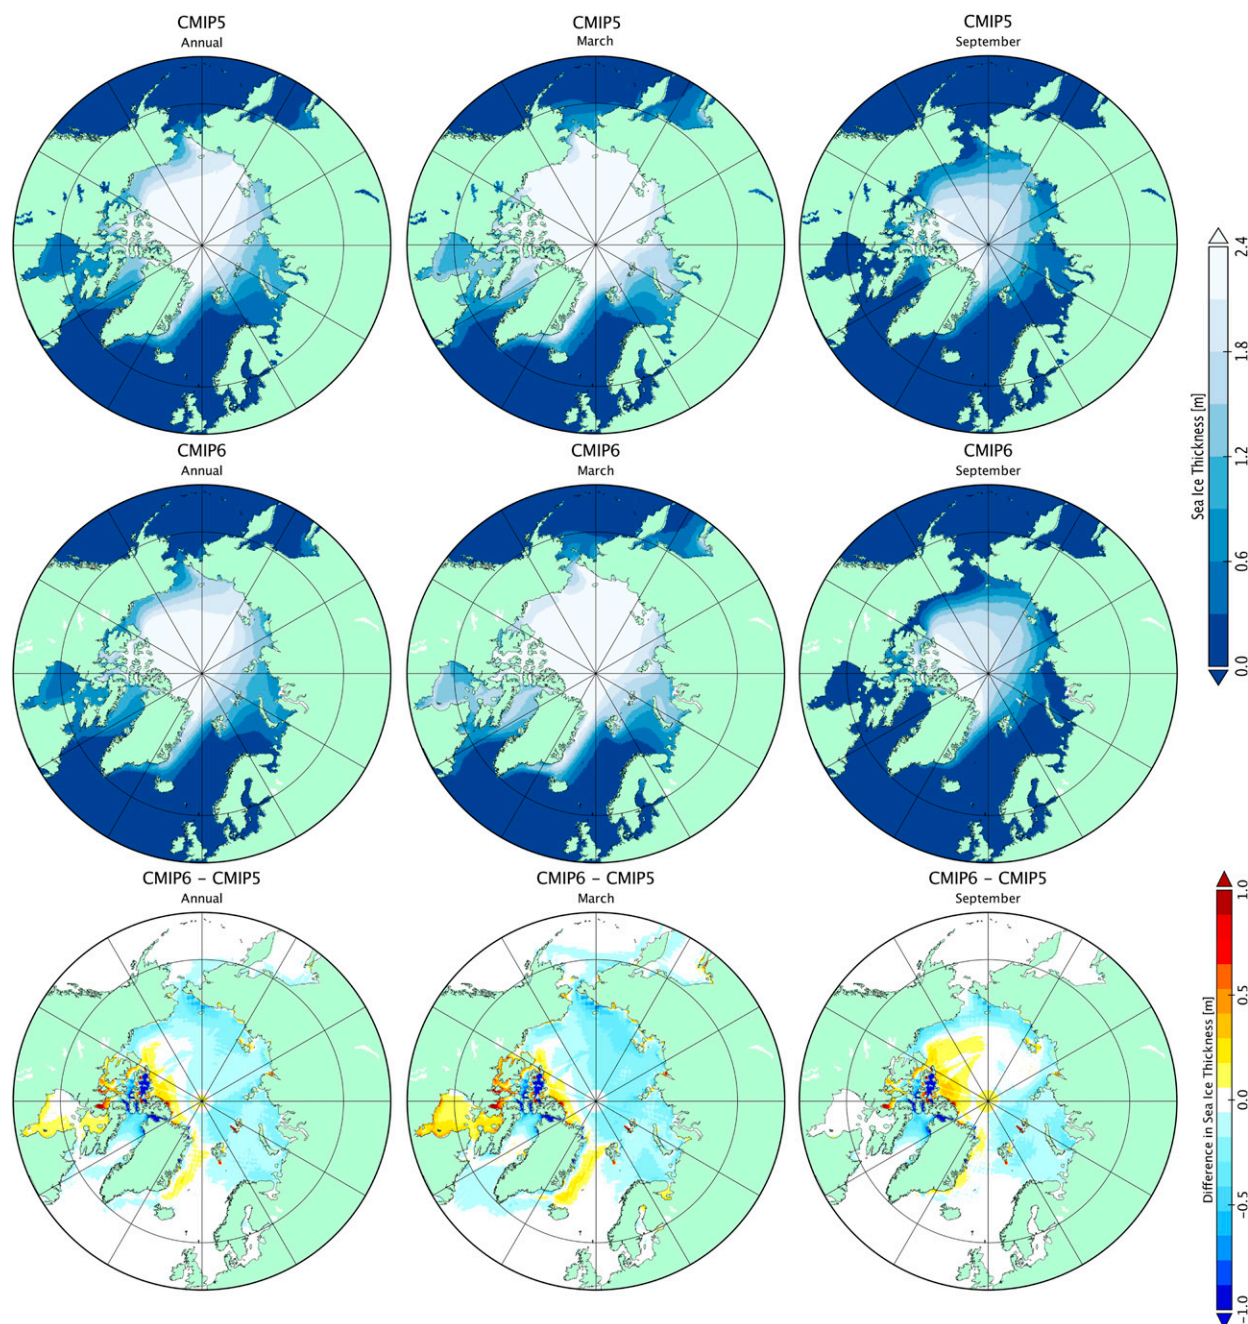 CMIP5
Annual
CMIP5
March
CMIP5
September
2.4
1.8
1.2
0.6
0.0
Sea Ice Thickness [m]
CMIP6
Annual
CMIP6
March
CMIP6
September
CMIP6 – CMIP5
Annual
CMIP6 – CMIP5
March
CMIP6 – CMIP5
September
1.0
0.5
0.0
−0.5
−1.0
Difference in Sea Ice Thickness [m]